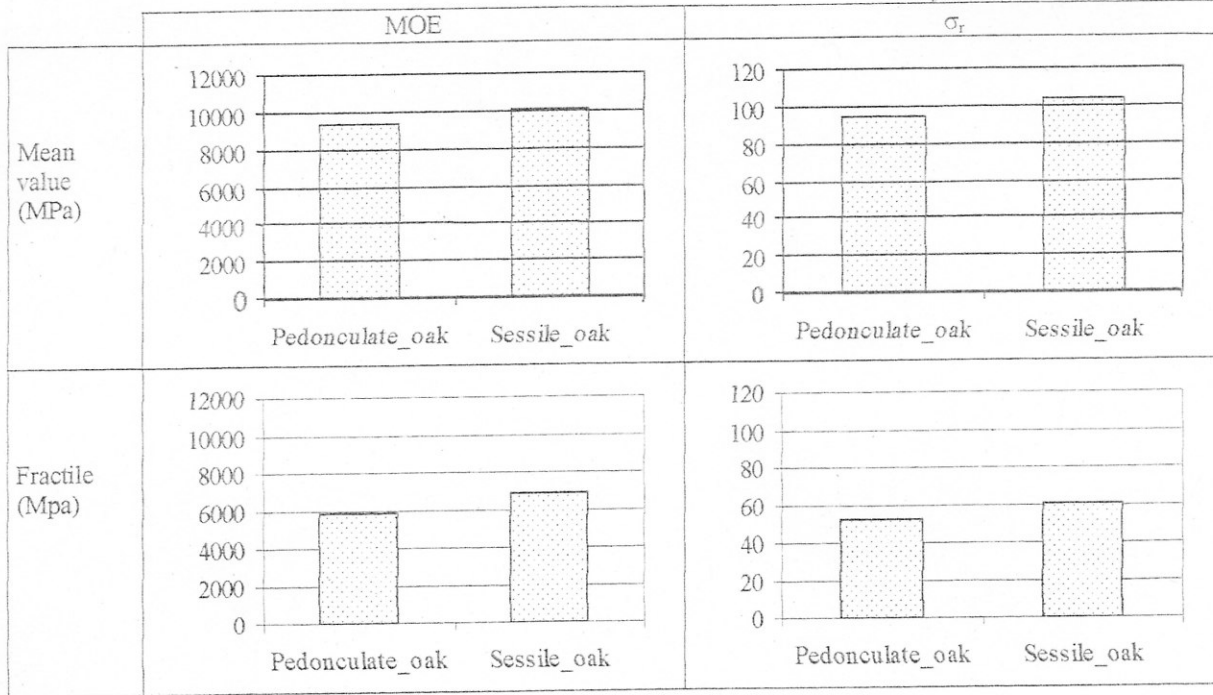 MOE
σr
Mean
value
(MPa)
12000
10000
8000
6000
4000
2000
0
Pedonculate_oak Sessile_oak
120
100
80
60
40
20
0
Pedonculate_oak Sessile_oak
Fractile
(Mpa)
12000
10000
8000
6000
4000
2000
0
Pedonculate_oak Sessile_oak
120
100
80
60
40
20
0
Pedonculate_oak Sessile_oak